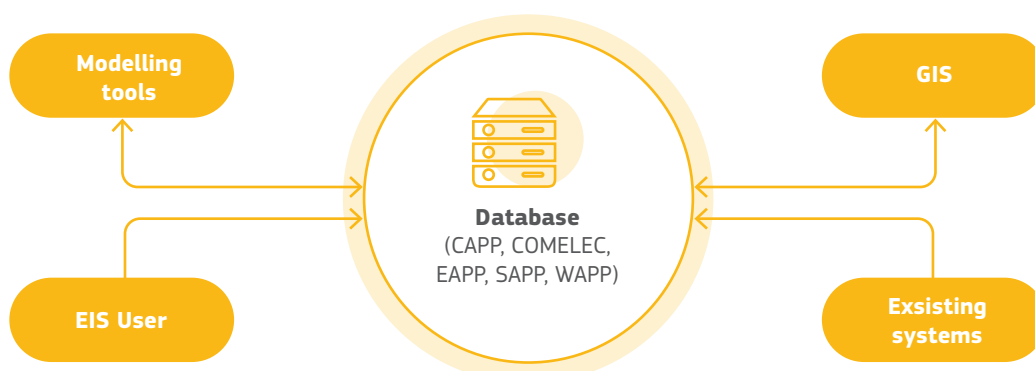 Modelling
tools
GIS
Database
(CAPP, COMELEC,
EAPP, SAPP, WAPP)
EIS User
Exsisting
systems